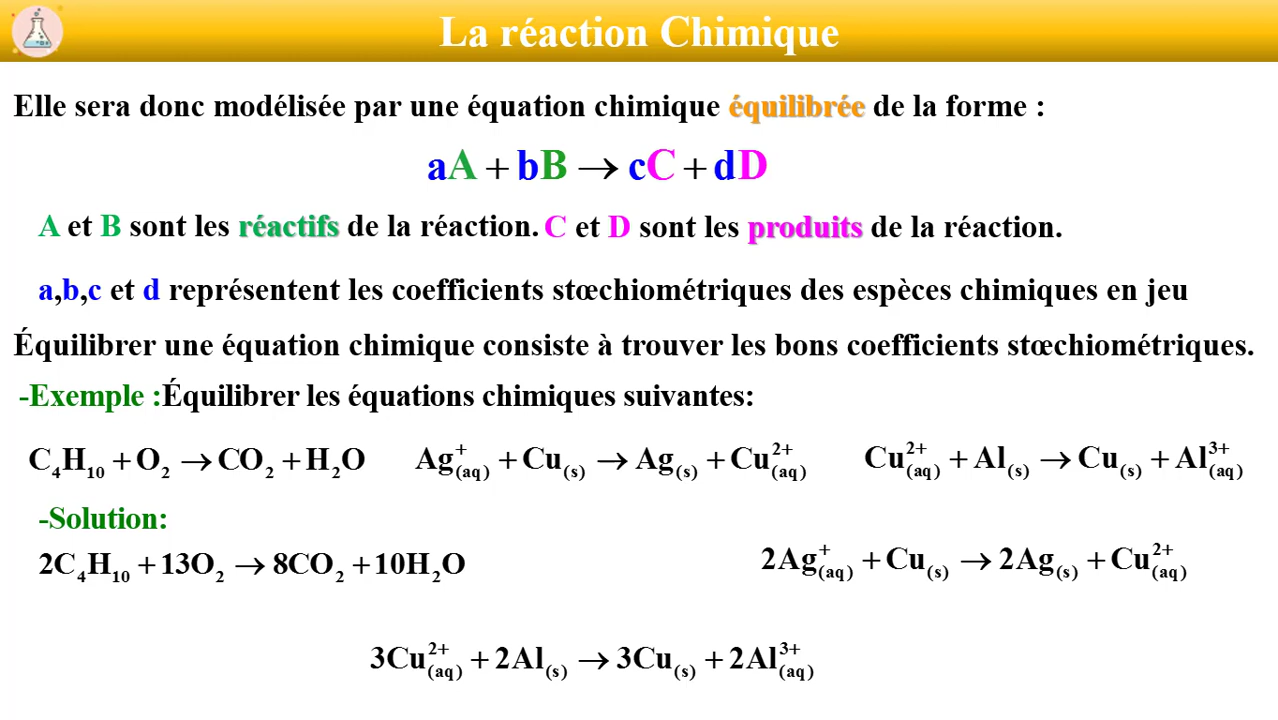 La réaction Chimique
Elle sera donc modélisée par une équation chimique équilibrée de la forme :
aA + bB → cC + dD
A et B sont les réactifs de la réaction. C et D sont les produits de la réaction.
a,b,c et d représentent les coefficients stœchiométriques des espèces chimiques en jeu
Équilibrer une équation chimique consiste à trouver les bons coefficients stœchiométriques.
-Exemple :Équilibrer les équations chimiques suivantes:
C₄H₁₀ + O₂ → CO₂ + H₂O Ag⁺₍aq₎ + Cu₍s₎ → Ag₍s₎ + Cu²⁺₍aq₎ Cu²⁺₍aq₎ + Al₍s₎ → Cu₍s₎ + Al³⁺₍aq₎
-Solution:
2C₄H₁₀ + 13O₂ → 8CO₂ + 10H₂O 2Ag⁺₍aq₎ + Cu₍s₎ → 2Ag₍s₎ + Cu²⁺₍aq₎
3Cu²⁺₍aq₎ + 2Al₍s₎ → 3Cu₍s₎ + 2Al³⁺₍aq₎